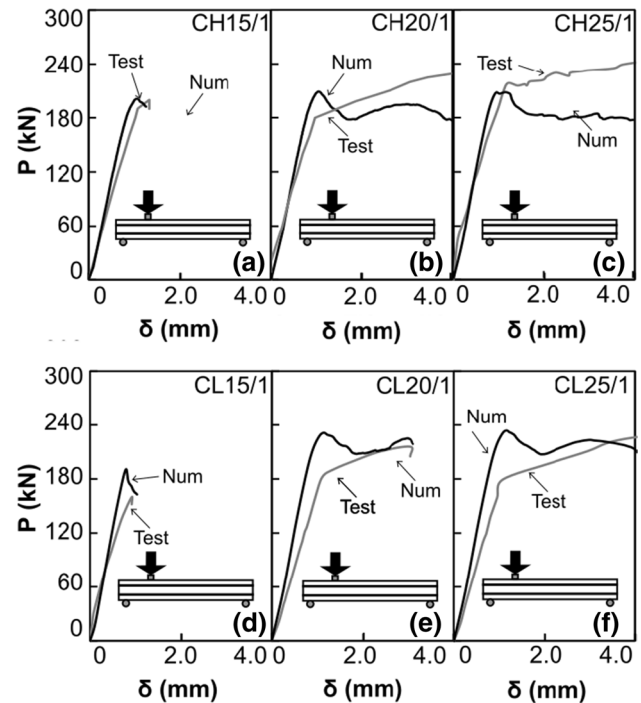 300 CH15/1 CH20/1 CH25/1
240 Test Num Num Test
180 Test Num
P (kN)
120
60
0 (a) (b) (c)
0 2.0 4.0 0 2.0 4.0 2.0 4.0
δ (mm) δ (mm) δ (mm)
300 CL15/1 CL20/1 CL25/1
240 Num
180 Num Test Num Test
P (kN)
120 Test
60
0 (d) (e) (f)
0 2.0 4.0 0 2.0 4.0 0 2.0 4.0
δ (mm) δ (mm) δ (mm)